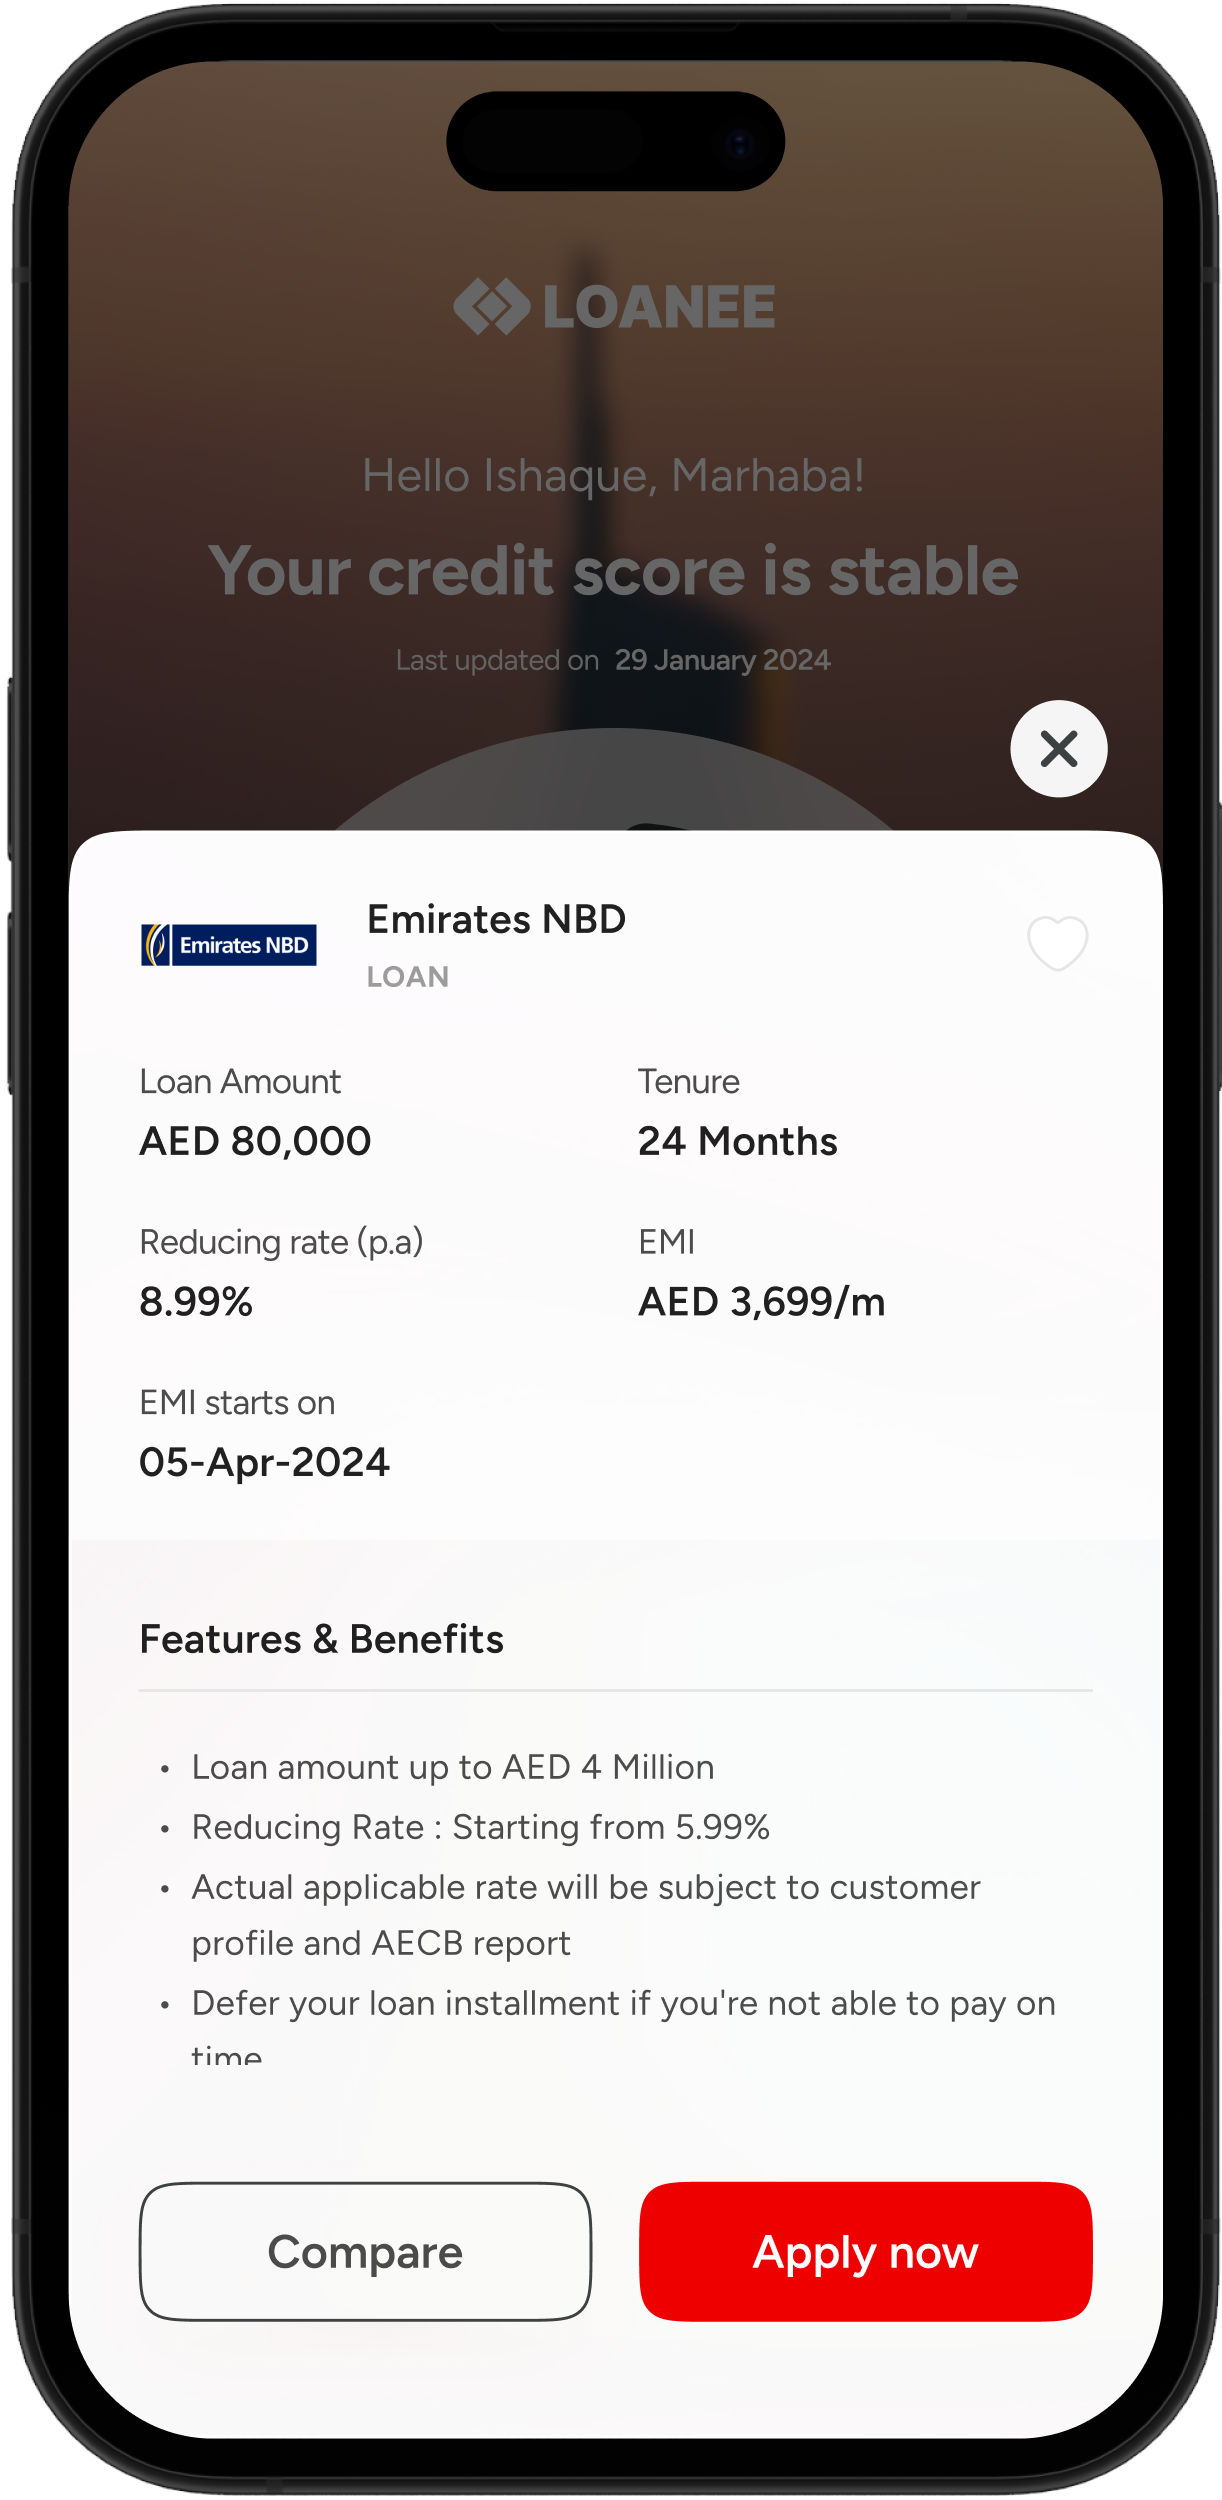 LOANEE
Hello Ishaque, Marhaba!
Your credit score is stable
Last updated on 29 January 2024
Emirates NBD
Emirates NBD
LOAN
Loan Amount
AED 80,000
Tenure
24 Months
Reducing rate (p.a)
8.99%
EMI
AED 3,699/m
EMI starts on
05-Apr-2024
Features & Benefits
• Loan amount up to AED 4 Million
• Reducing Rate : Starting from 5.99%
• Actual applicable rate will be subject to customer
profile and AECB report
• Defer your loan installment if you're not able to pay on
time
Compare
Apply now